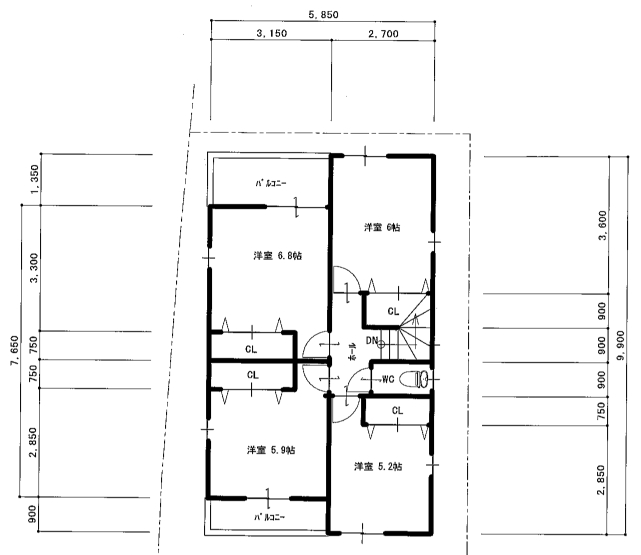 5,850
3,150
2,700
1,350
3,300
7,650
750
750
2,850
900
3,600
900
900
9,900
900
750
2,850
バルコニー
洋室 6帖
洋室 6.8帖
CL
DN
ホール
CL
CL
WC
CL
洋室 5.9帖
洋室 5.2帖
バルコニー